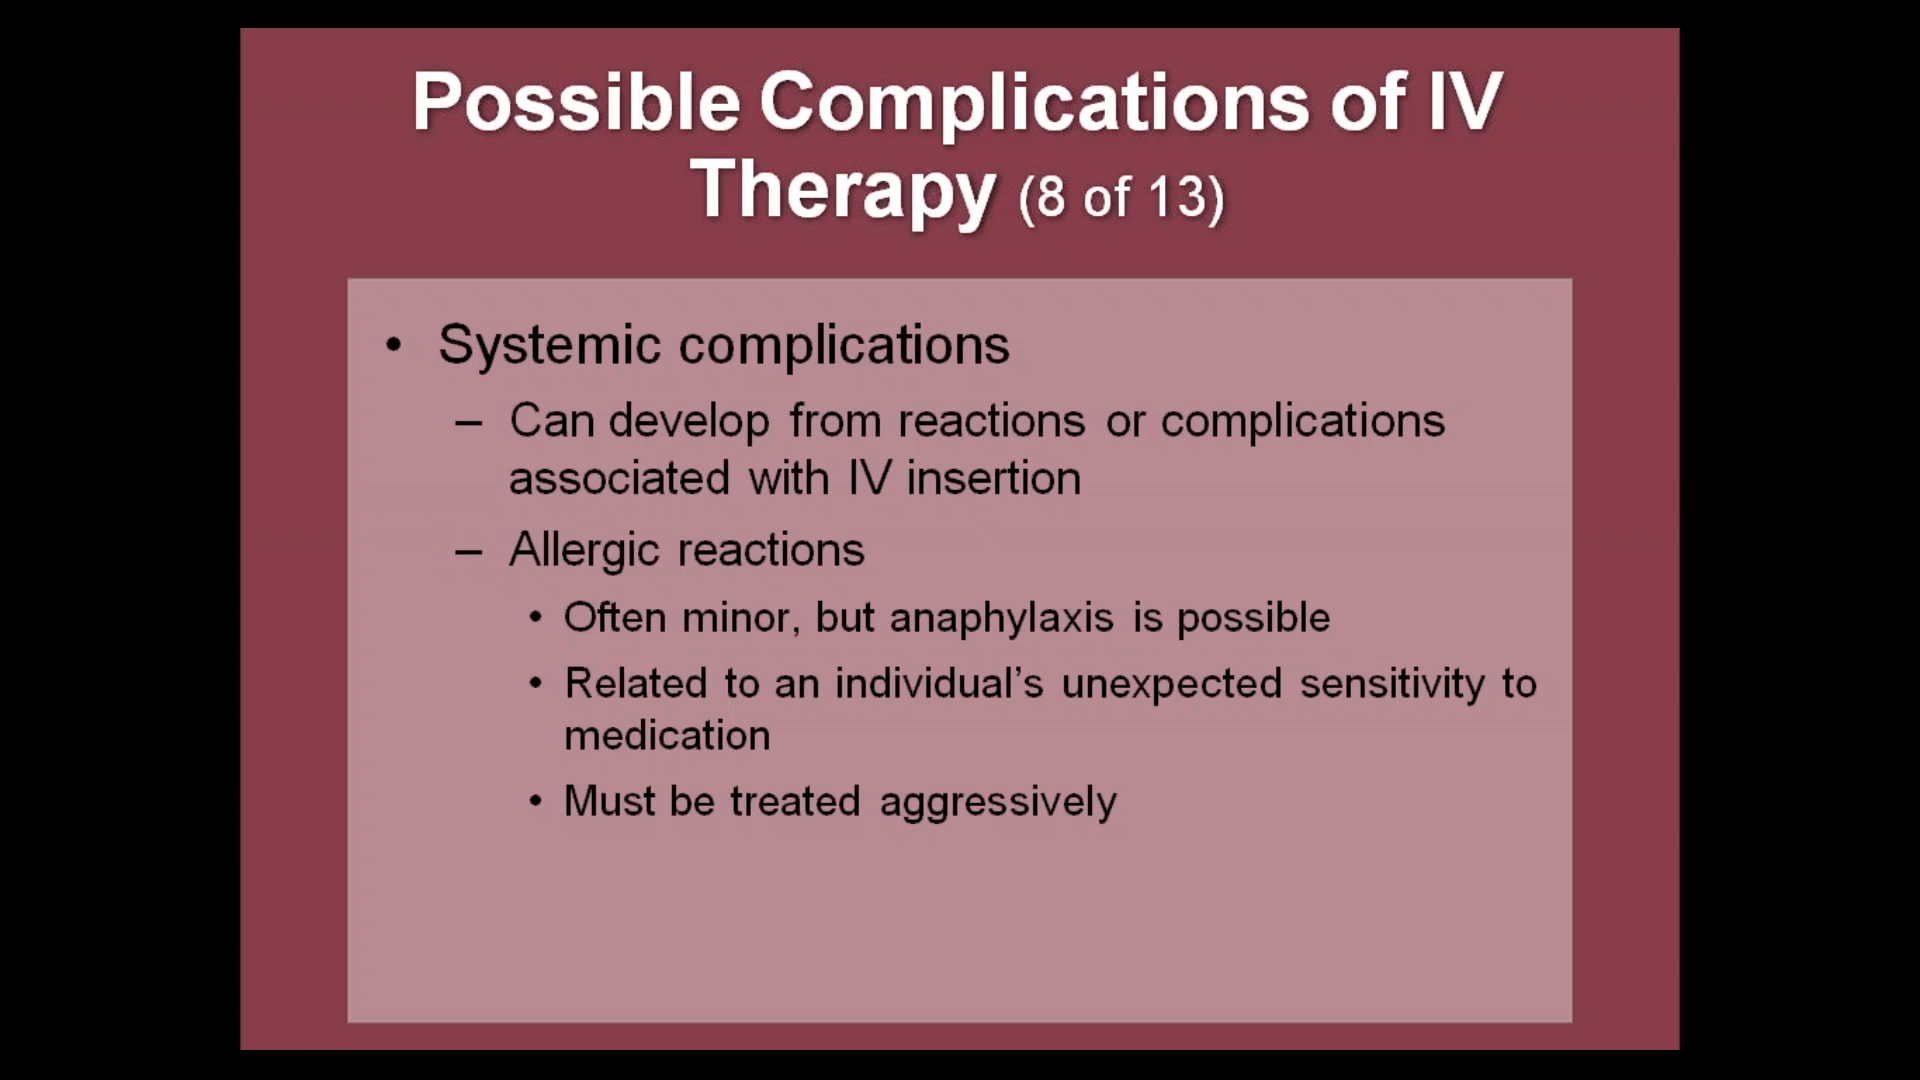 Possible Complications of IV
Therapy (8 of 13)
• Systemic complications
– Can develop from reactions or complications
associated with IV insertion
– Allergic reactions
• Often minor, but anaphylaxis is possible
• Related to an individual’s unexpected sensitivity to
medication
• Must be treated aggressively